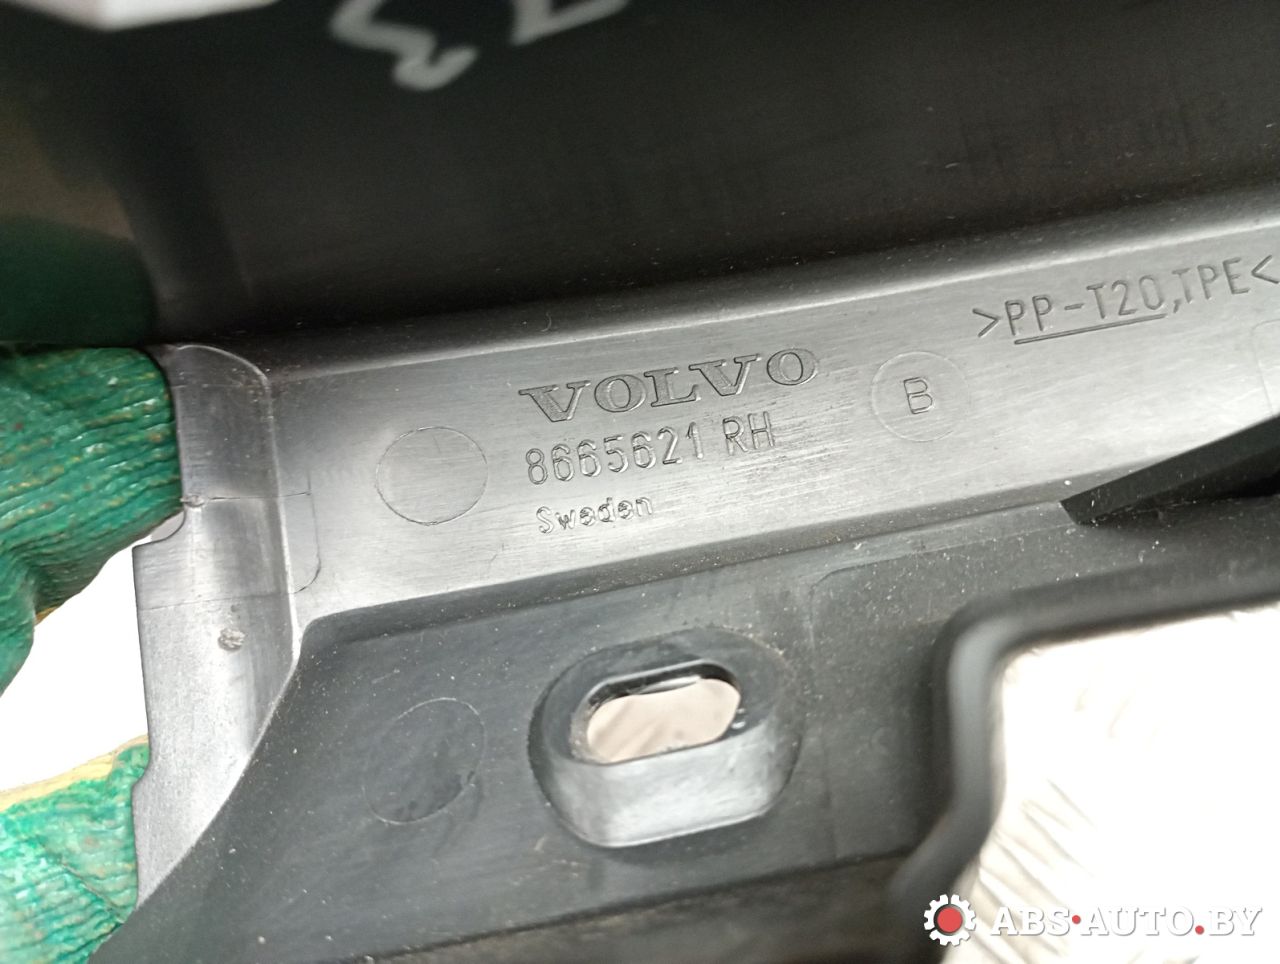 >PP-T20,TPE<
VOLVO
B
8665621 RH
Sweden
ABS•AUTO.BY